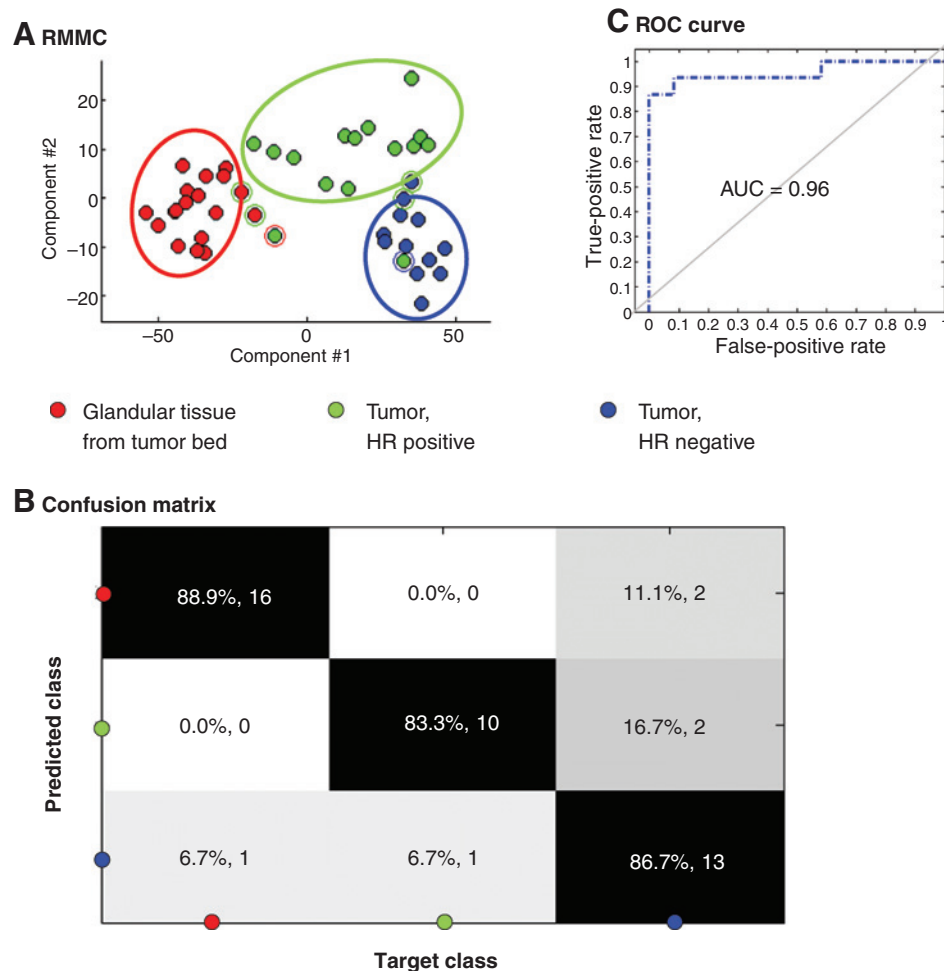 A RMMC
Component #2
20
10
0
−10
−20
−50
0
50
Component #1
C ROC curve
True-positive rate
1
0.9
0.8
0.7
0.6
0.5
0.4
0.3
0.2
0.1
0
AUC = 0.96
0 0.1 0.2 0.3 0.4 0.5 0.6 0.7 0.8 0.9 1
False-positive rate
Glandular tissue
from tumor bed
Tumor,
HR positive
Tumor,
HR negative
B Confusion matrix
Predicted class
88.9%, 16
0.0%, 0
11.1%, 2
0.0%, 0
83.3%, 10
16.7%, 2
6.7%, 1
6.7%, 1
86.7%, 13
Target class